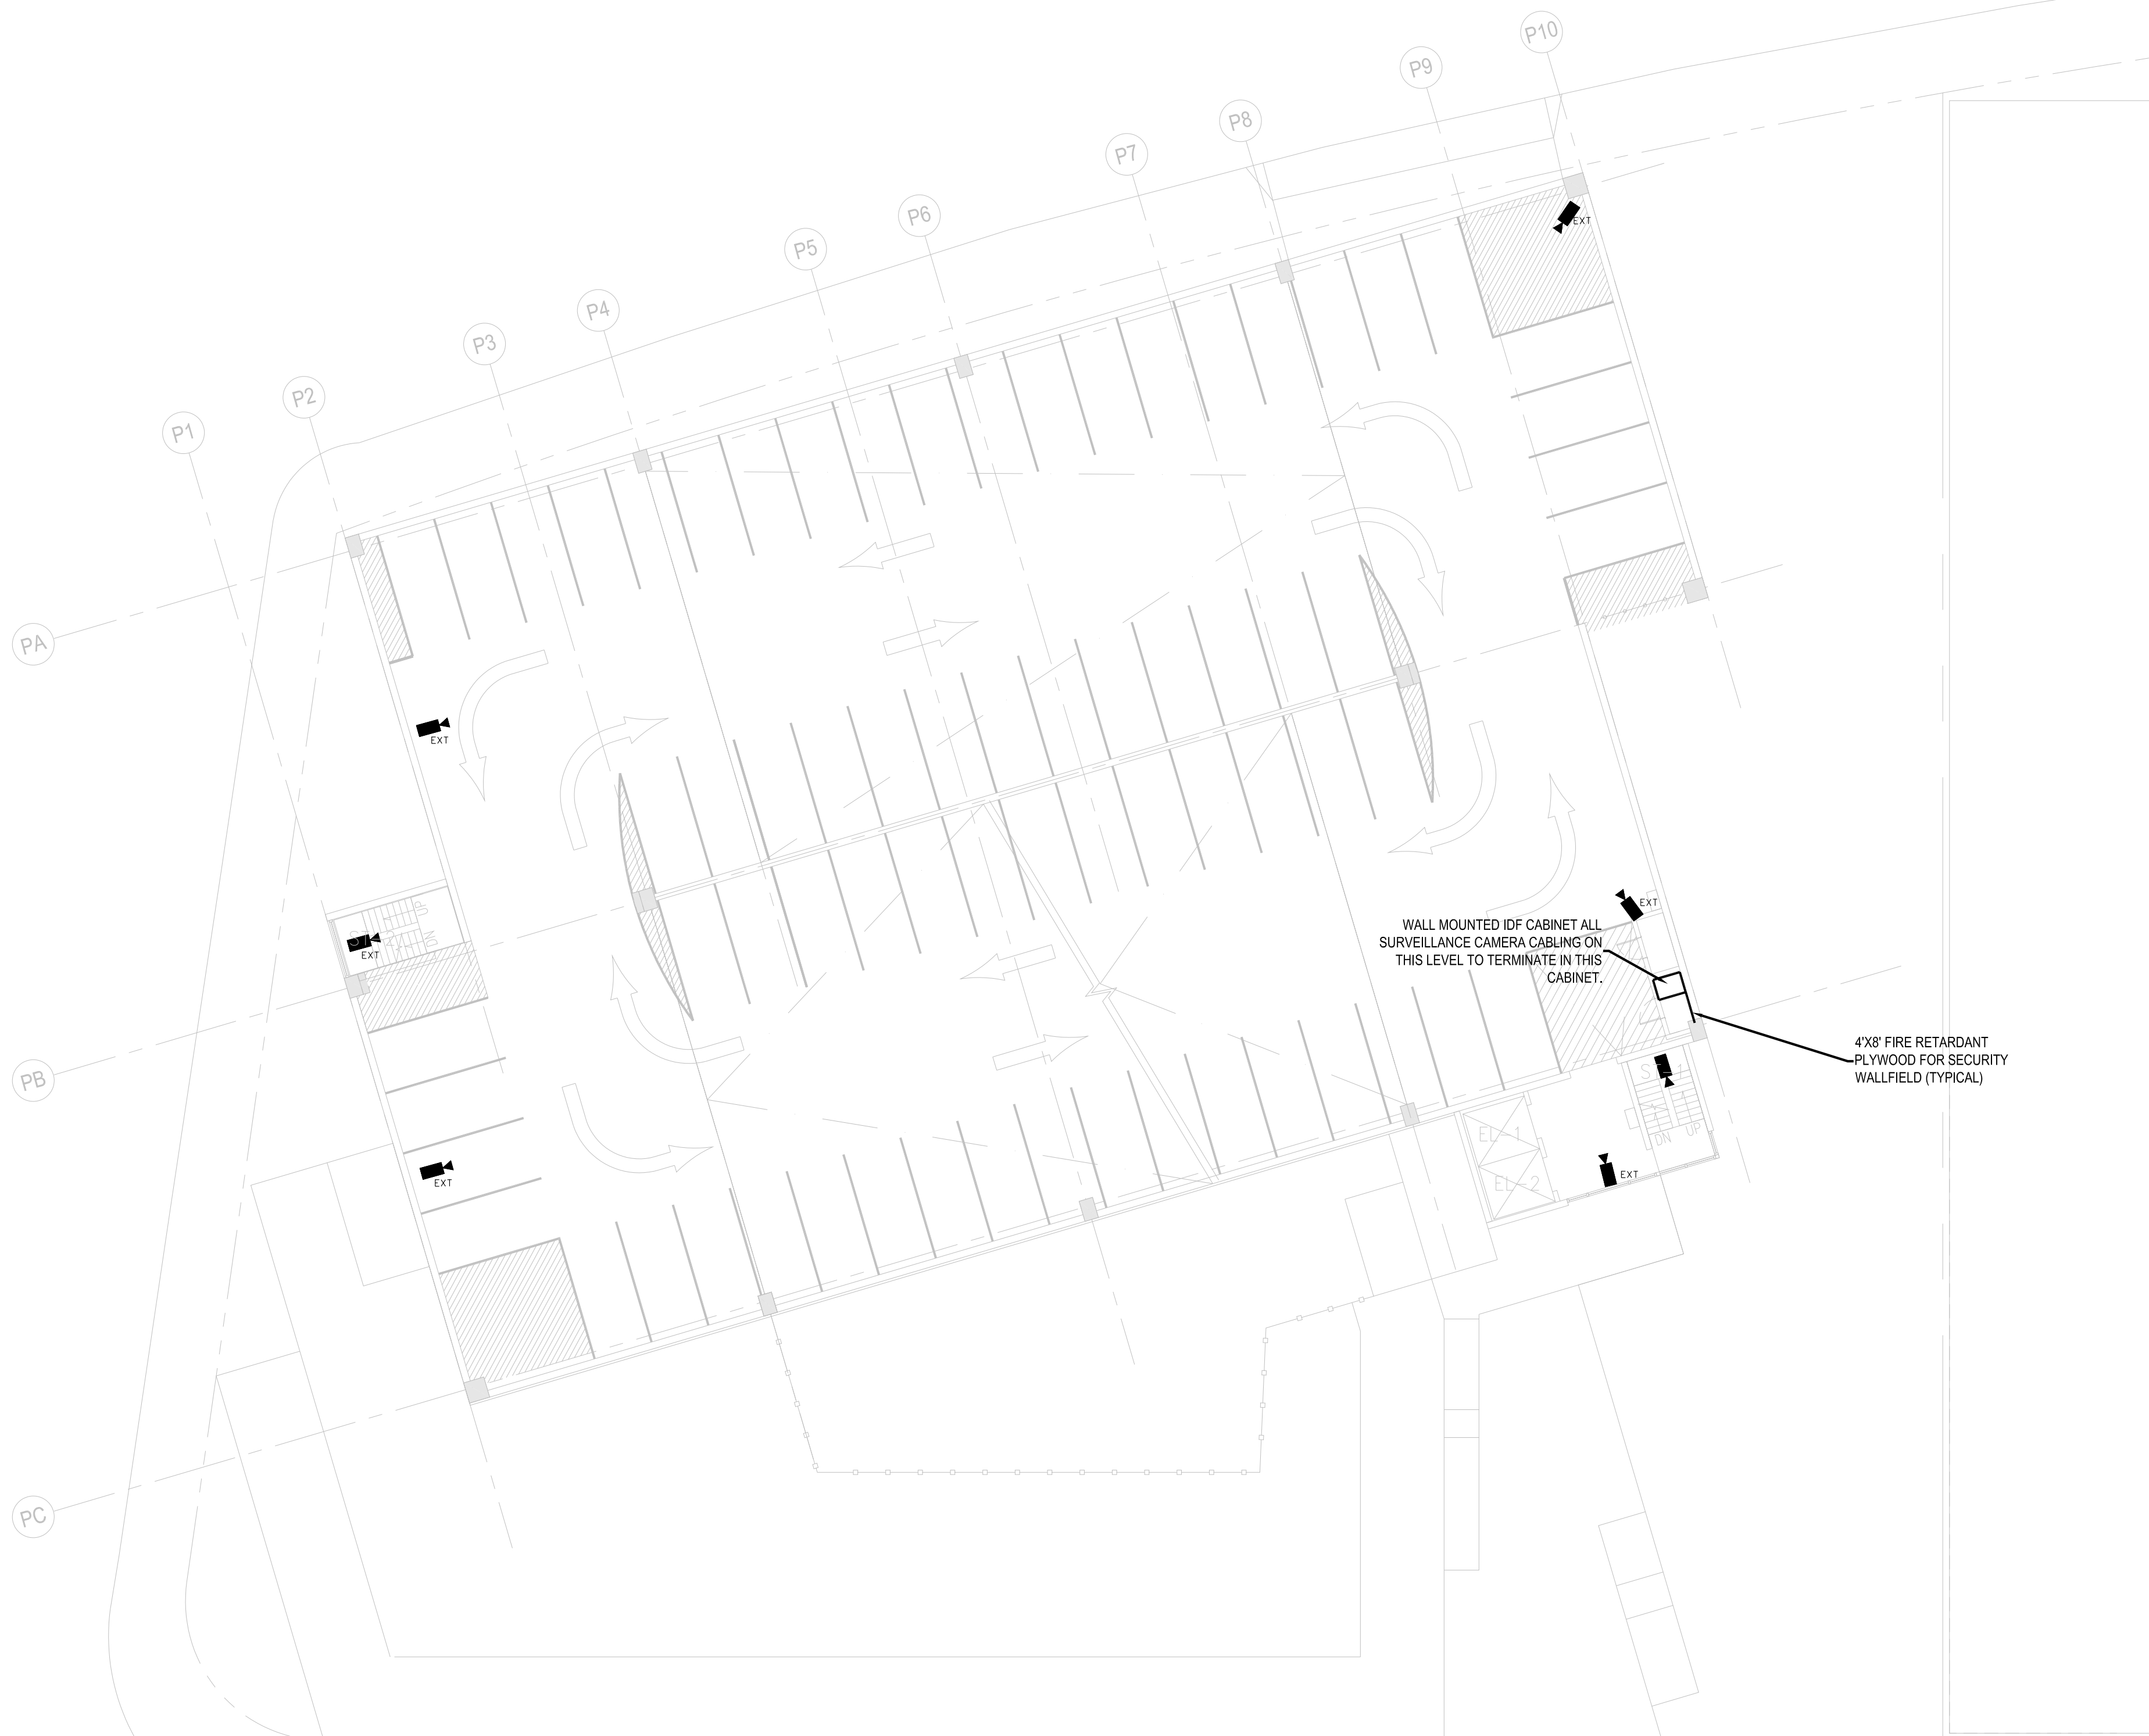 P10
P9
P8
P7
P6
P5
P4
P3
P2
P1
EXT
PA
EXT
UP
EXT
EXT
WALL MOUNTED IDF CABINET ALL
SURVEILLANCE CAMERA CABLING ON
THIS LEVEL TO TERMINATE IN THIS
CABINET.
4'X8' FIRE RETARDANT
PLYWOOD FOR SECURITY
WALLFIELD (TYPICAL)
PB
EL-1
DN
UP
EL-2
EXT
EXT
PC